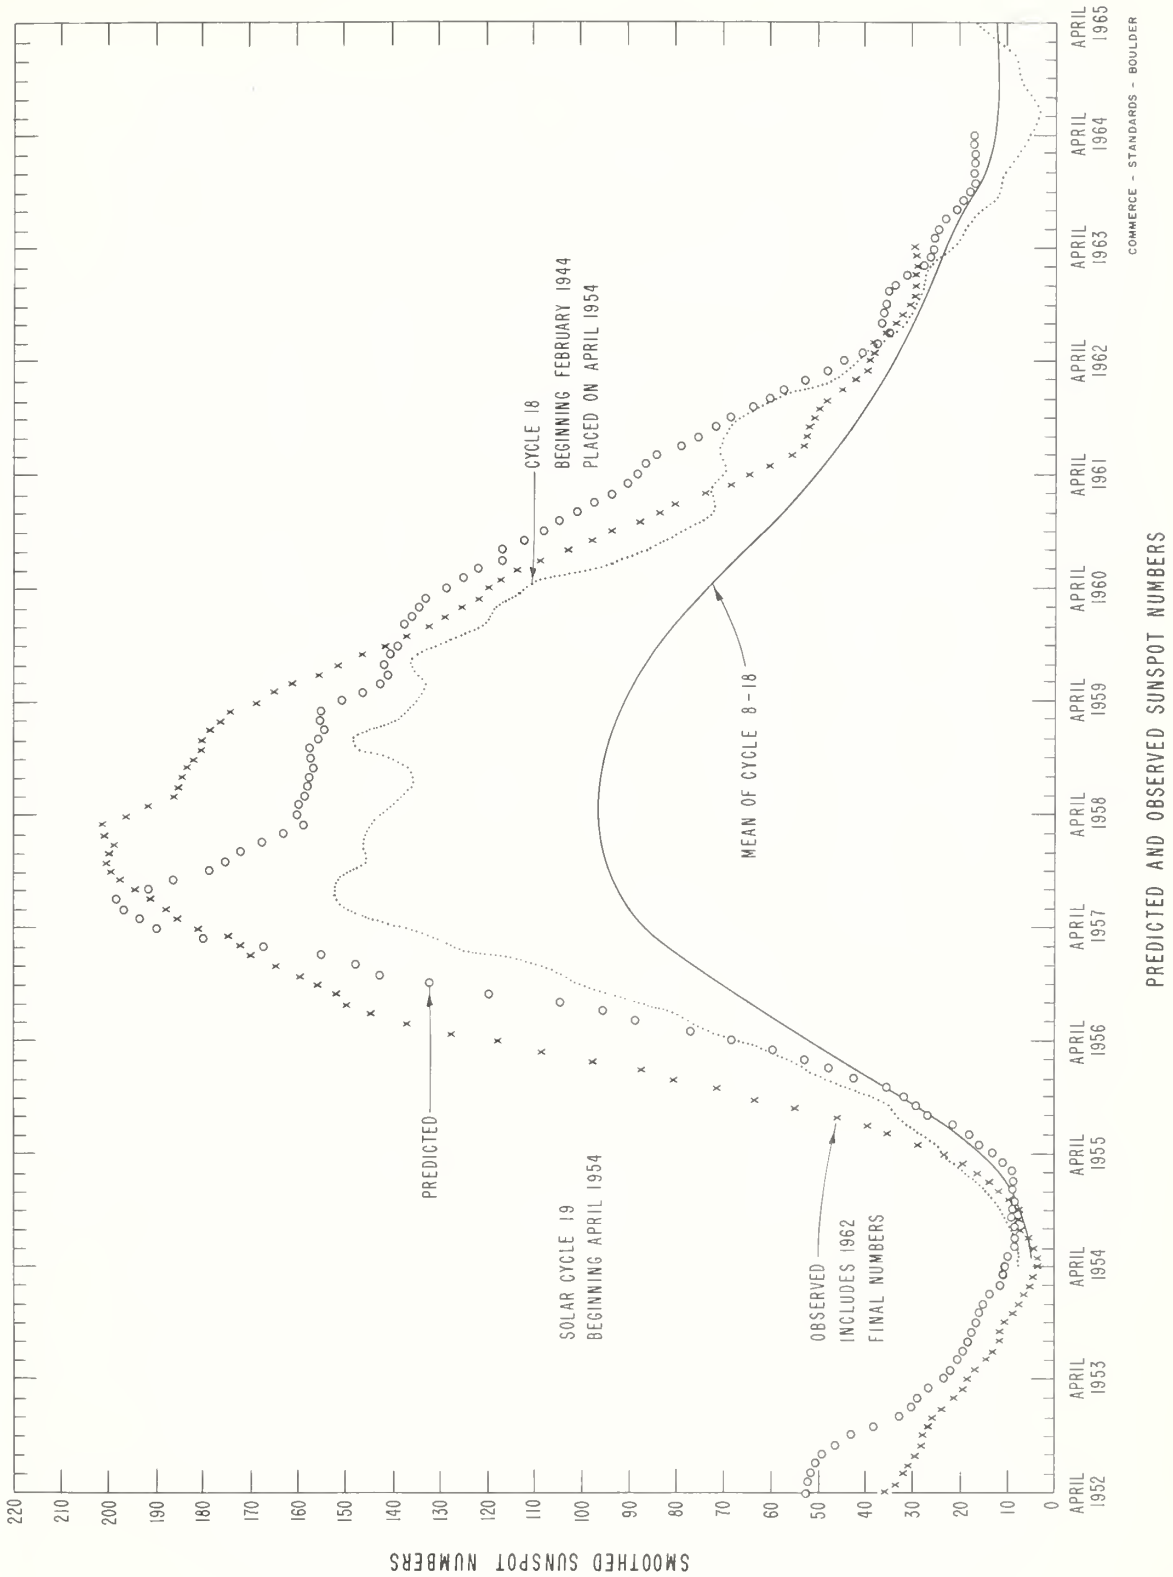 SMOOTHED SUNSPOT NUMBERS
220
210
200
190
180
170
160
150
140
130
120
110
100
90
80
70
60
50
40
30
20
10
0
PREDICTED
SOLAR CYCLE 19
BEGINNING APRIL 1954
OBSERVED
INCLUDES 1962
FINAL NUMBERS
CYCLE 18
BEGINNING FEBRUARY 1944
PLACED ON APRIL 1954
MEAN OF CYCLE 8-18
APRIL
1952
APRIL
1953
APRIL
1954
APRIL
1955
APRIL
1956
APRIL
1957
APRIL
1958
APRIL
1959
APRIL
1960
APRIL
1961
APRIL
1962
APRIL
1963
APRIL
1964
APRIL
1965
COMMERCE - STANDARDS - BOULDER
PREDICTED AND OBSERVED SUNSPOT NUMBERS